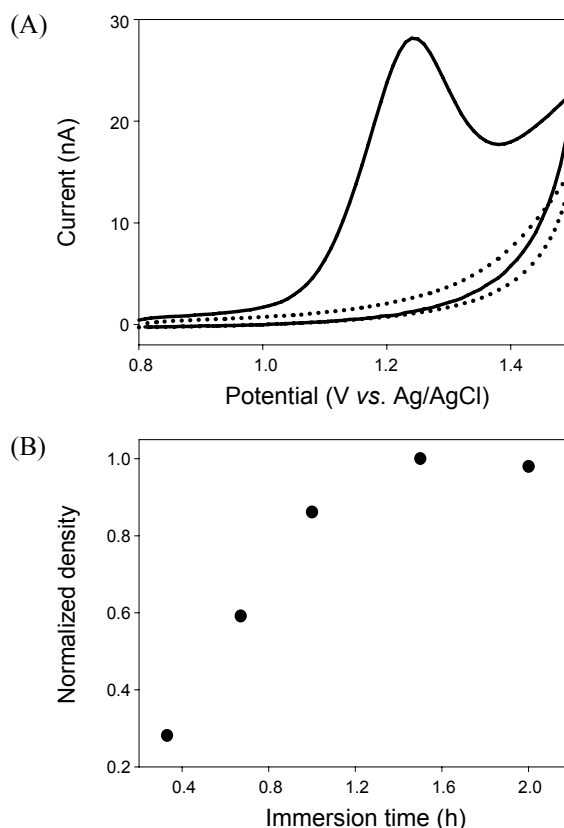 (A)
30
20
10
0
Current (nA)
0.8 1.0 1.2 1.4
Potential (V vs. Ag/AgCl)
(B)
1.0
0.8
0.6
0.4
0.2
Normalized density
0.4 0.8 1.2 1.6 2.0
Immersion time (h)